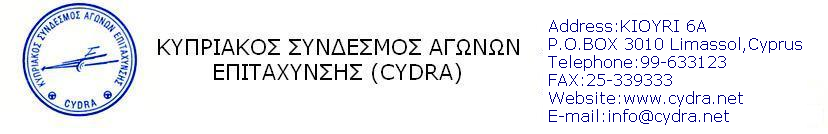 ΚΥΠΡΙΑΚΟΣ ΣΥΝΔΕΣΜΟΣ ΑΓΩΝΩΝ ΕΠΙΤΑΧΥΝΣΗΣ
CYDRA
ΚΥΠΡΙΑΚΟΣ ΣΥΝΔΕΣΜΟΣ ΑΓΩΝΩΝ
ΕΠΙΤΑΧΥΝΣΗΣ (CYDRA)
Address:KIOYRI 6A
P.O.BOX 3010 Limassol,Cyprus
Telephone:99-633123
FAX:25-339333
Website:www.cydra.net
E-mail:info@cydra.net